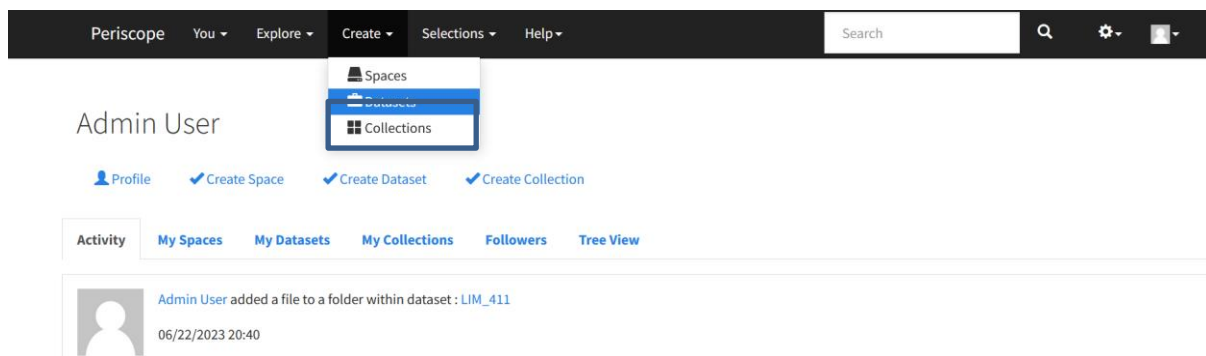 Periscope You Explore Create Selections Help Search
Spaces
Datasets
Collections
Admin User
Profile Create Space Create Dataset Create Collection
Activity My Spaces My Datasets My Collections Followers Tree View
Admin User added a file to a folder within dataset : LIM_411
06/22/2023 20:40